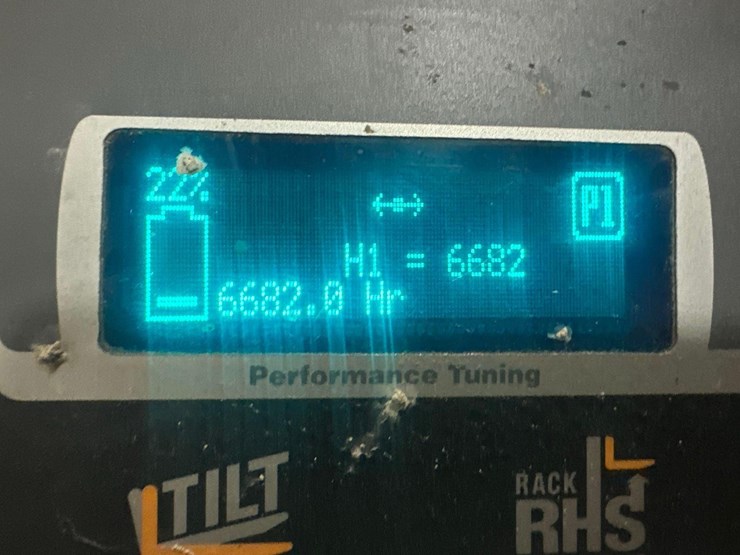 22%
P1
H1 = 6682
6682.0 Hr
Performance Tuning
TILT
RACK
RHS